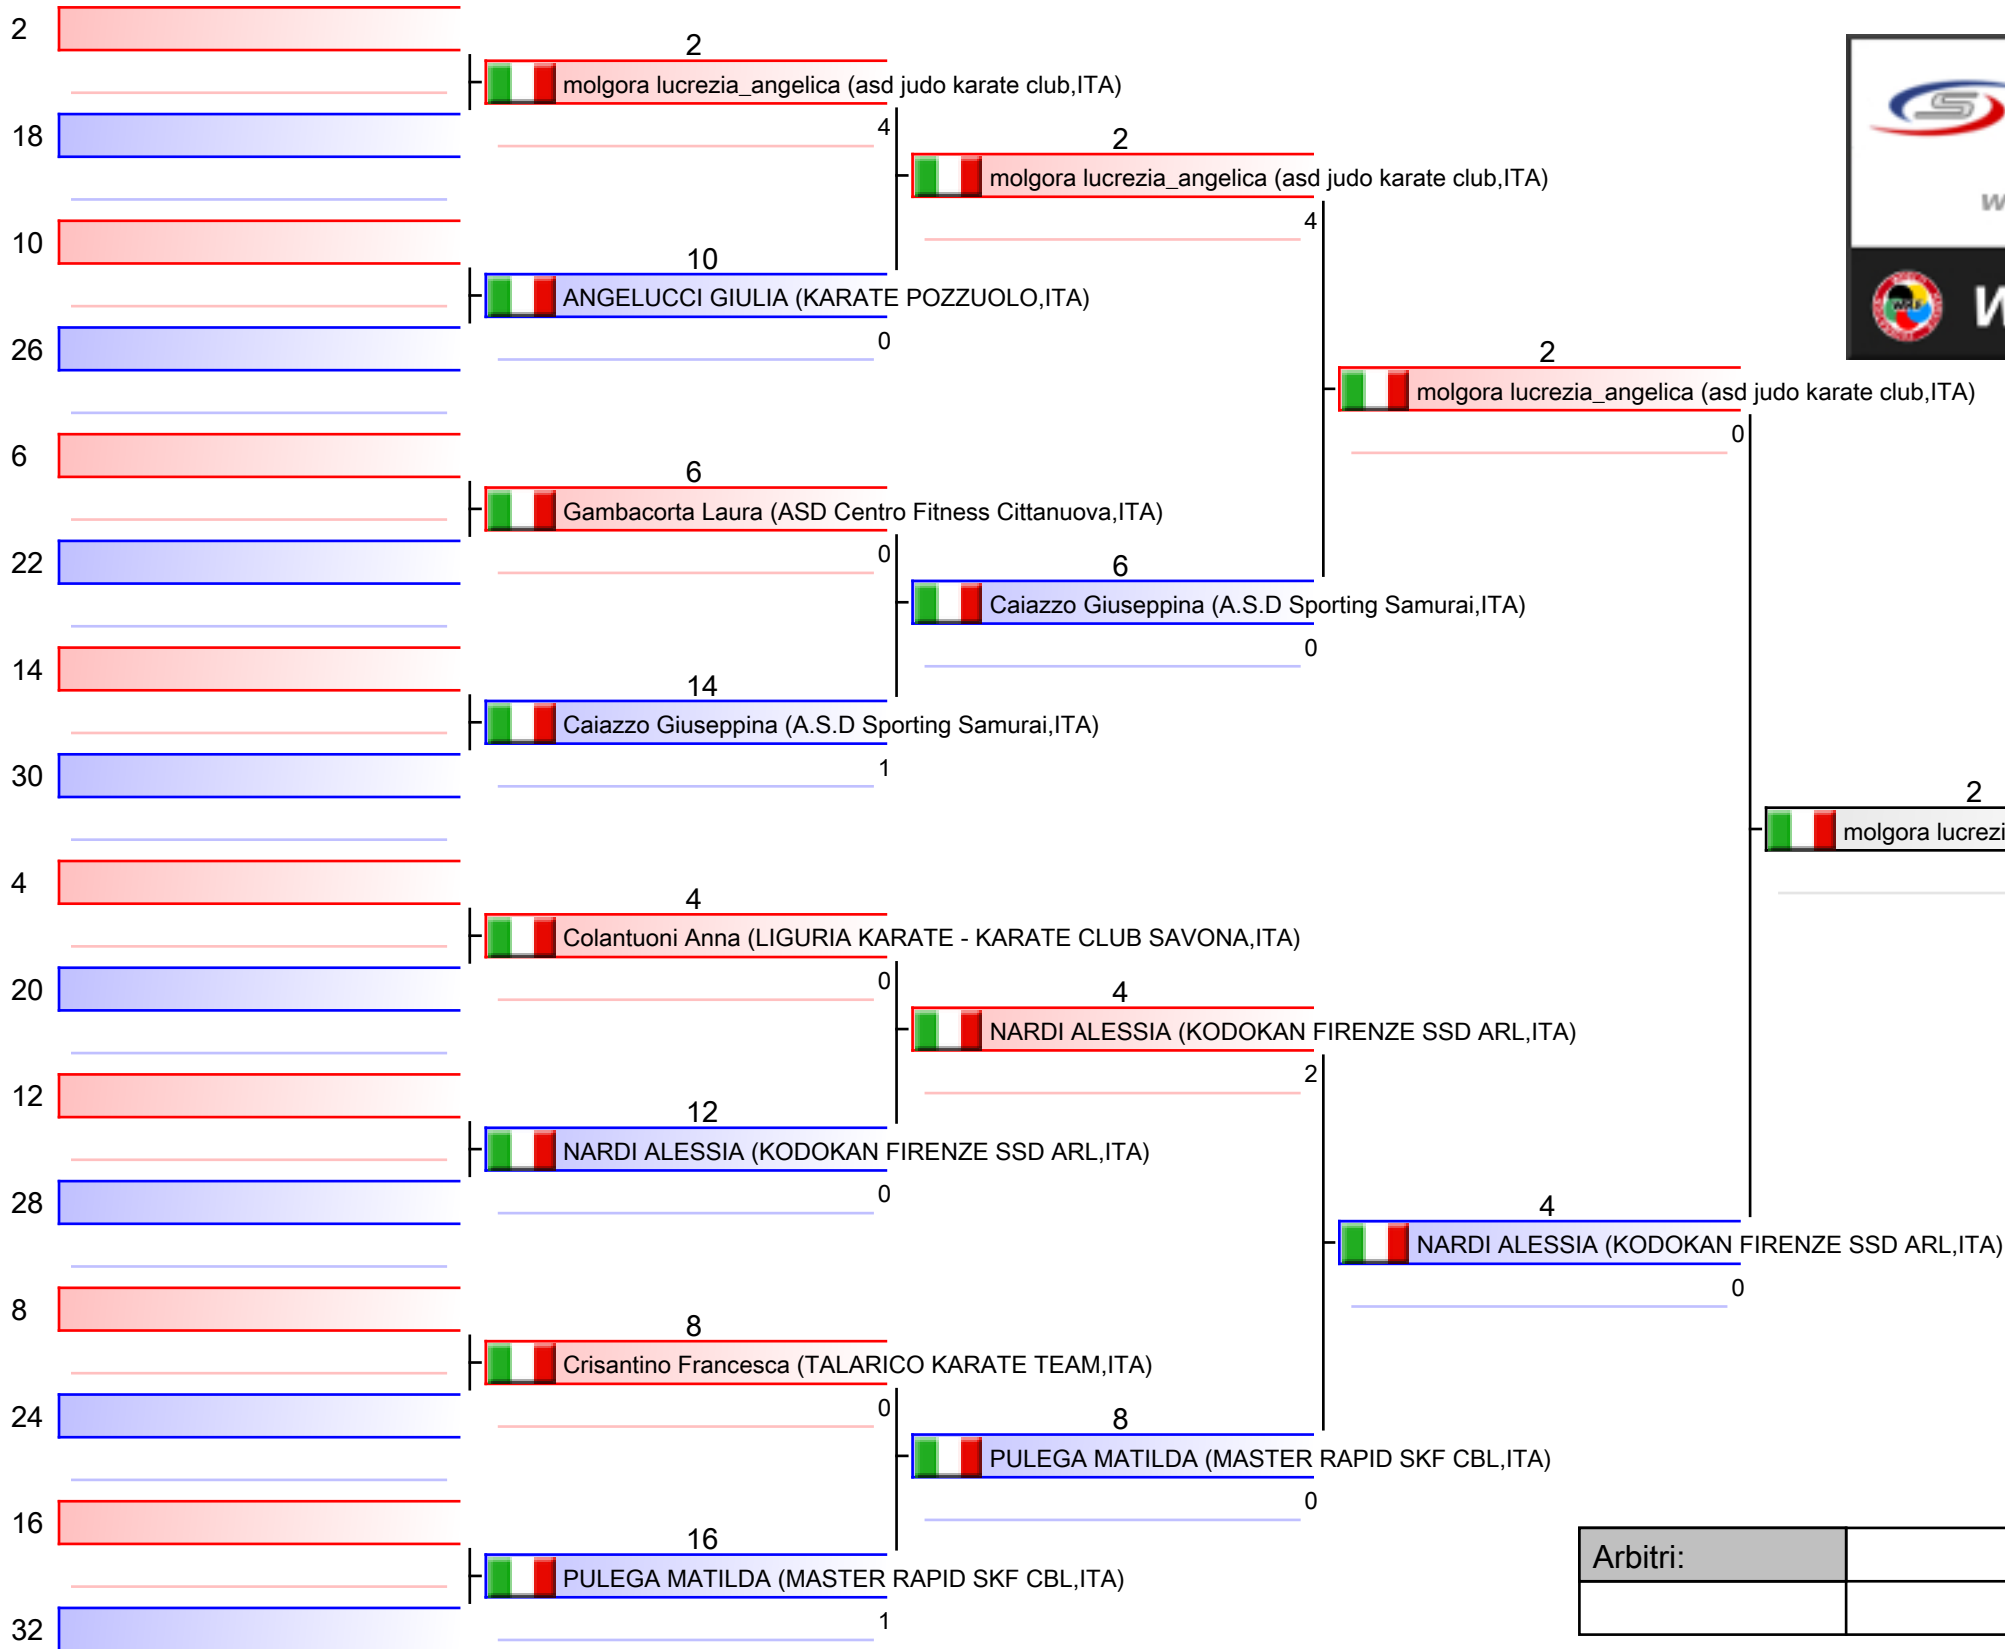 2
18
10
26
6
22
14
30
4
20
12
28
8
24
16
32
2
molgora lucrezia_angelica (asd judo karate club,ITA)
4
10
ANGELUCCI GIULIA (KARATE POZZUOLO,ITA)
0
6
Gambacorta Laura (ASD Centro Fitness Cittanuova,ITA)
0
14
Caiazzo Giuseppina (A.S.D Sporting Samurai,ITA)
1
4
Colantuoni Anna (LIGURIA KARATE - KARATE CLUB SAVONA,ITA)
0
12
NARDI ALESSIA (KODOKAN FIRENZE SSD ARL,ITA)
0
8
Crisantino Francesca (TALARICO KARATE TEAM,ITA)
0
16
PULEGA MATILDA (MASTER RAPID SKF CBL,ITA)
1
2
molgora lucrezia_angelica (asd judo karate club,ITA)
4
6
Caiazzo Giuseppina (A.S.D Sporting Samurai,ITA)
0
4
NARDI ALESSIA (KODOKAN FIRENZE SSD ARL,ITA)
2
8
PULEGA MATILDA (MASTER RAPID SKF CBL,ITA)
0
2
molgora lucrezia_angelica (asd judo karate club,ITA)
0
4
NARDI ALESSIA (KODOKAN FIRENZE SSD ARL,ITA)
0
2
molgora lucrezi
S
w
WKF
W
Arbitri: